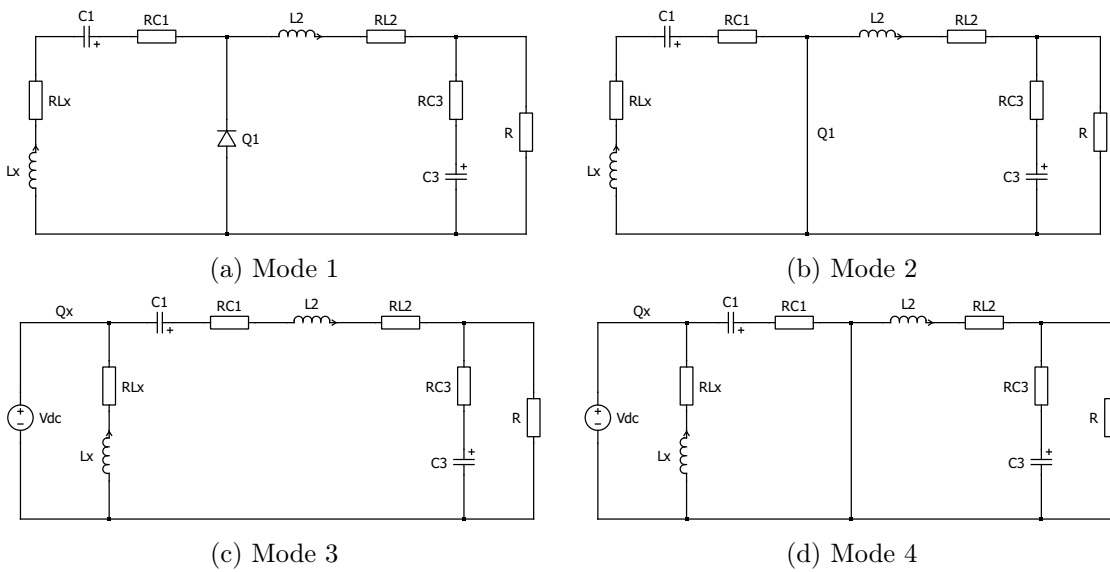 C1 RC1 L2 RL2
+
RLx RC3 R
Q1
Lx C3 +
(a) Mode 1
C1 RC1 L2 RL2
+
RLx RC3 R
Q1
Lx C3 +
(b) Mode 2
Qx C1 RC1 L2 RL2
+
RLx RC3
+ − Vdc R
Lx C3 +
(c) Mode 3
Qx C1 RC1 L2 RL2
+
RLx RC3
+ − Vdc R
Lx C3 +
(d) Mode 4